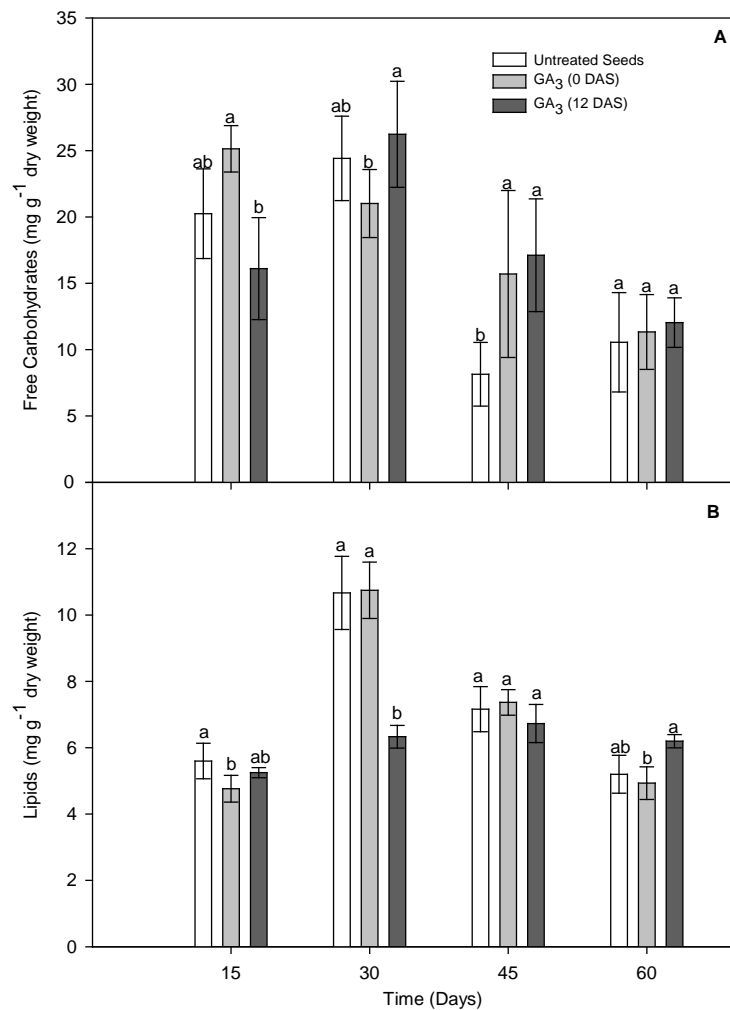 A
Untreated Seeds
GA3 (0 DAS)
GA3 (12 DAS)
Free Carbohydrates (mg g-1 dry weight)
35
30
25
20
15
10
5
0
ab
a
b
ab
b
a
b
a
a
a
a
a
B
Lipids (mg g-1 dry weight)
12
10
8
6
4
2
0
a
b
ab
a
a
b
a
a
a
ab
b
a
15
30
45
60
Time (Days)